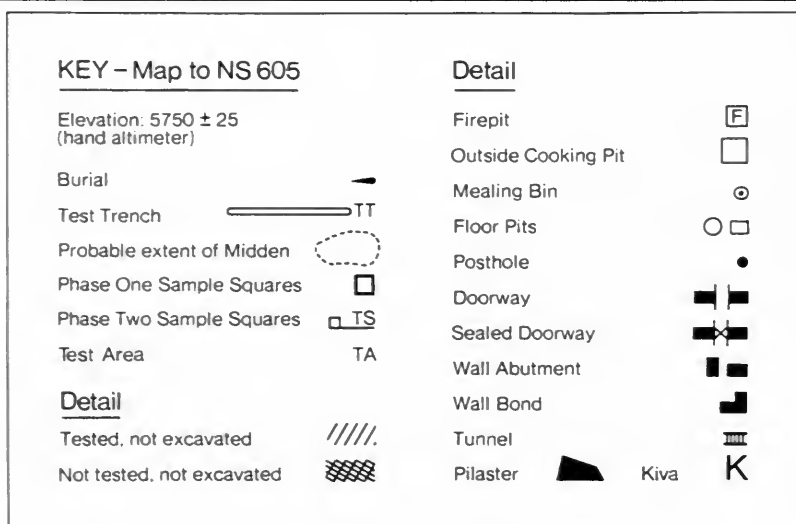 KEY – Map to NS 605
Elevation: 5750 ± 25
(hand altimeter)
Burial
Test Trench TT
Probable extent of Midden
Phase One Sample Squares
Phase Two Sample Squares TS
Test Area TA
Detail
Tested, not excavated
Not tested, not excavated
Detail
Firepit F
Outside Cooking Pit
Mealing Bin
Floor Pits
Posthole
Doorway
Sealed Doorway
Wall Abutment
Wall Bond
Tunnel
Pilaster Kiva K